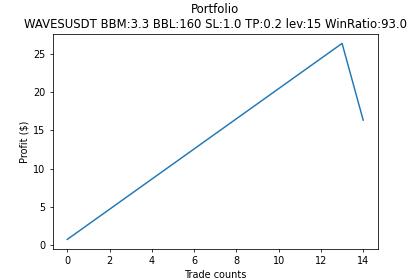 Portfolio
WAVESUSDT BBM:3.3 BBL:160 SL:1.0 TP:0.2 lev:15 WinRatio:93.0
Profit ($)
25
20
15
10
5
0
0 2 4 6 8 10 12 14
Trade counts